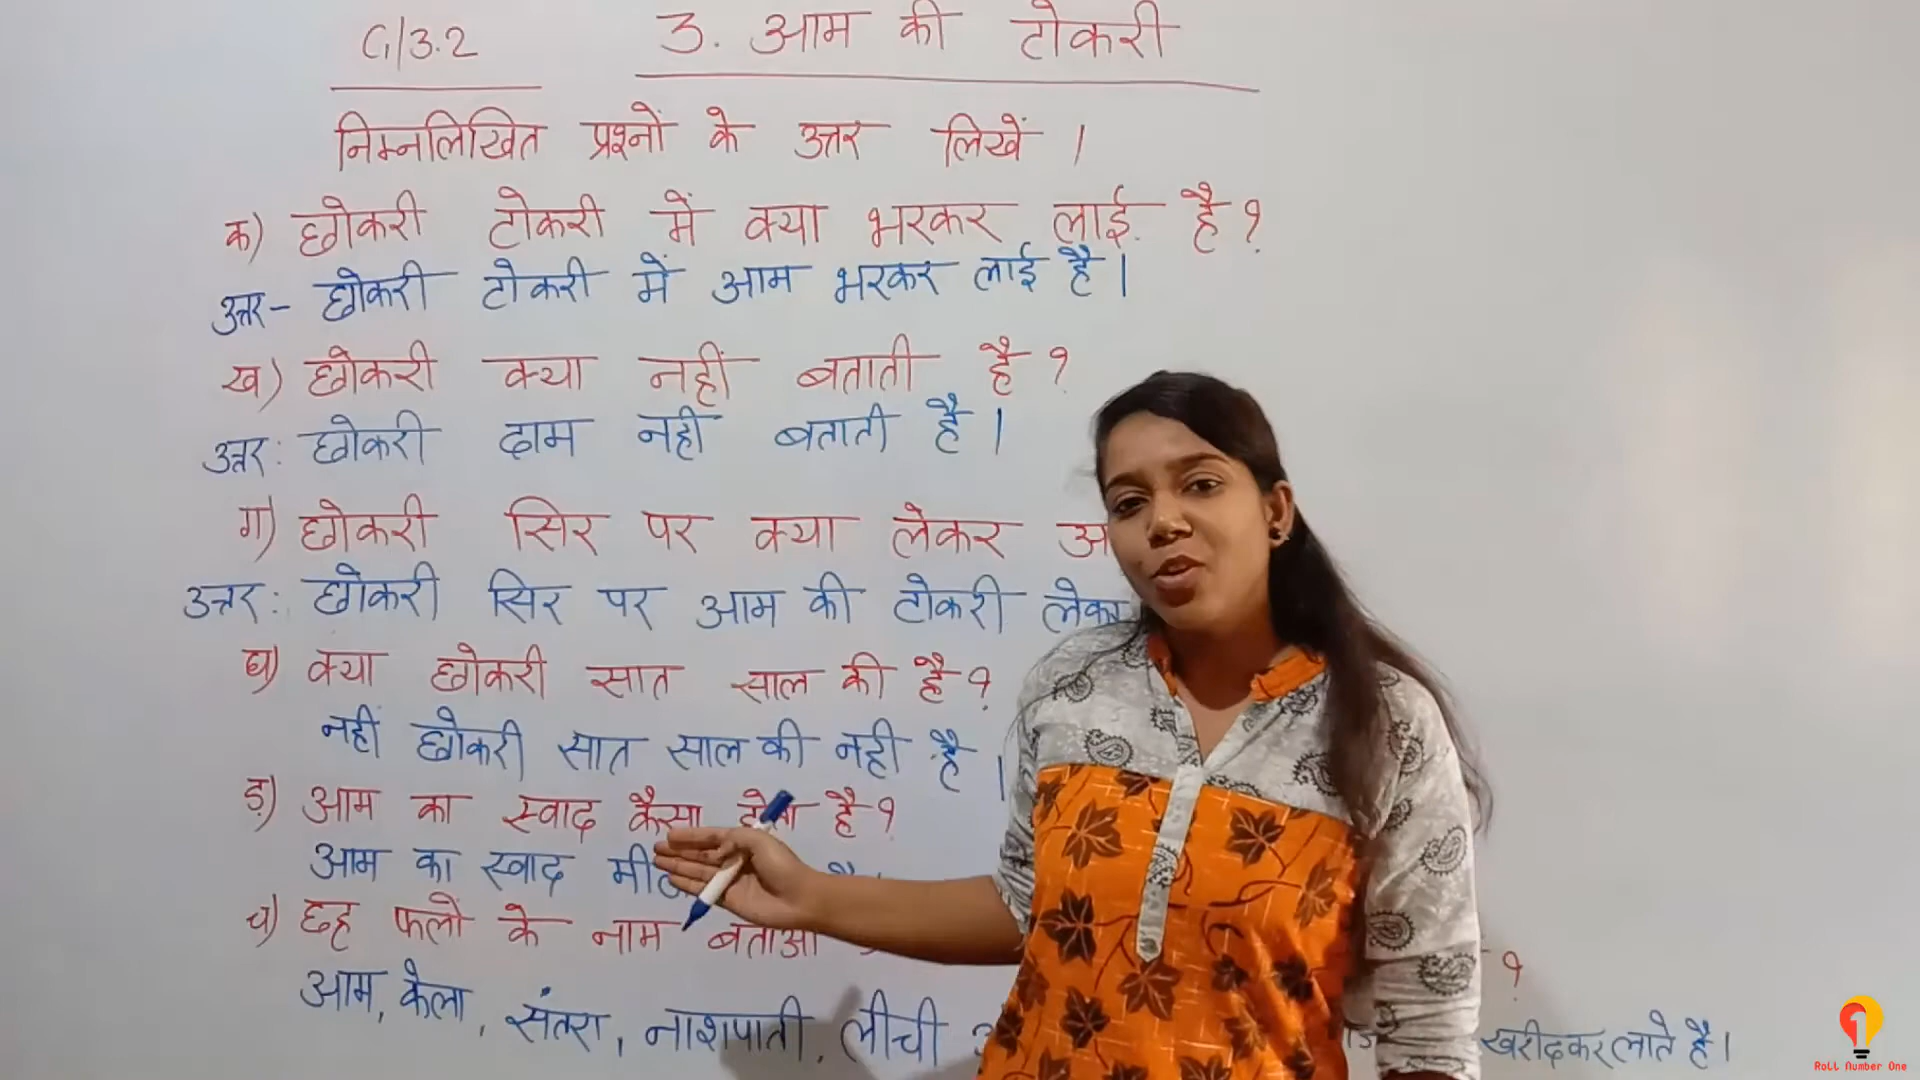 G/3.2
3. आम की टोकरी
निम्नलिखित प्रश्नों के उत्तर लिखें ।
क) छोकरी टोकरी में क्या भरकर लाई है ?
उत्तर- छोकरी टोकरी में आम भरकर लाई है ।
ख) छोकरी क्या नहीं बताती है ?
उत्तर: छोकरी दाम नहीं बताती है ।
ग) छोकरी सिर पर क्या लेकर
उत्तर: छोकरी सिर पर आम की टोकरी लेकर
घ) क्या छोकरी सात साल की है ?
नहीं छोकरी सात साल की नही है ।
ड़) आम का स्वाद कैसा होता है ?
आम का स्वाद है ।
च) छह फलों के नाम बताओ
?
आम, केला, संतरा, नाशपाती, लीची
खरीदकर लाते है ।
1
Roll Number One